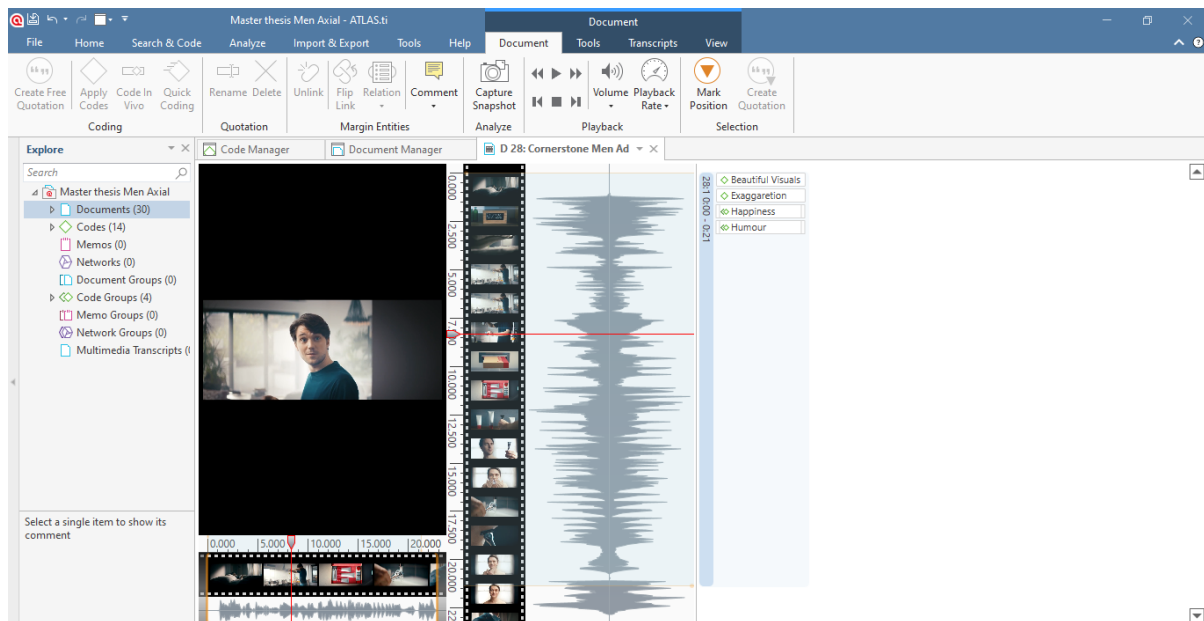 Master thesis Men Axial - ATLAS.ti
Document
File Home Search & Code Analyze Import & Export Tools Help Document Tools Transcripts View
Create Free Quotation
Apply Codes
Code In Vivo
Quick Coding
Rename Delete
Unlink
Flip Link
Relation
Comment
Capture Snapshot
Volume
Playback Rate
Mark Position
Create Quotation
Coding Quotation Margin Entities Analyze Playback Selection
Explore
Code Manager
Document Manager
D 28: Cornerstone Men Ad
Search
Master thesis Men Axial
Documents (30)
Codes (14)
Memos (0)
Networks (0)
Document Groups (0)
Code Groups (4)
Memo Groups (0)
Network Groups (0)
Multimedia Transcripts (
Select a single item to show its
comment
0.000 5.000 10.000 15.000 20.000
0.000
2.500
5.000
10.000
12.500
15.000
17.500
20.000
28:1 0:00 - 0:21
Beautiful Visuals
Exaggaretion
Happiness
Humour